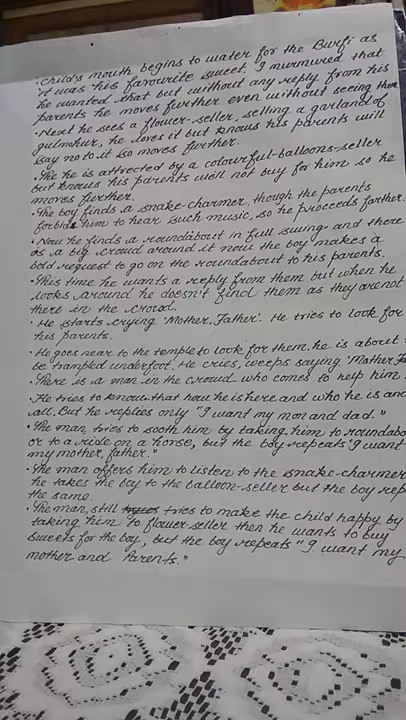 • Child's mouth begins to water for the Burfi as
it was his favourite sweet. I murmured that
he wanted that but without any reply from his
parents he moves further even without seeing them.
• Next he sees a flower-seller, selling a garland of
gulmohur, he loves it but knows his parents will
say no to it so moves further.
• The he is attrected by a colourful-balloons-seller
but knows his parents will not buy for him so he
moves further.
• The boy finds a snake-charmer, though the parents
forbids him to hear such music, so he proceeds farther.
• Now he finds a roundabout in full swing and there
is a big crowd around it now the boy makes a
bold request to go on the roundabout to his parents.
• This time he wants a reply from them but when he
looks around he doesn't find them as they are not
there in the crowd.
• He starts crying 'Mother, Father'. He tries to look for
his parents.
• He goes near to the temple to look for them, he is about
be trampled underfoot. He cries, weeps saying 'Mother, Fa
• There is a man in the crowd who comes to help him.
• He tries to know that how he is here and who he is and
all. But he replies only "I want my mom and dad."
• The man tries to sooth him by taking him to roundabo
or to a ride on a horse, but the boy repeats "I want
my mother, father."
• The man offers him to listen to the snake-charmer
he takes the boy to the balloon-seller but the boy rep
the same.
• The man, still tries to make the child happy by
taking him to flower seller then he wants to buy
sweets for the boy, but the boy repeats "I want my
mother and Parents."